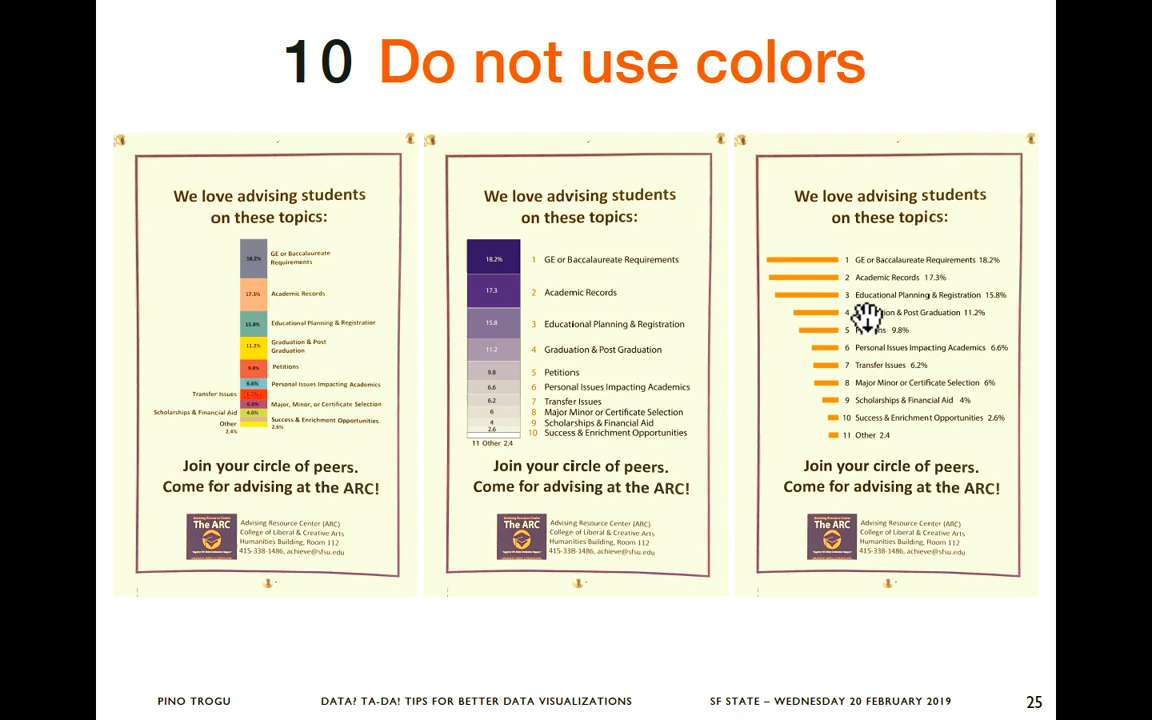 10 Do not use colors
We love advising students
on these topics:
18.2%
GE or Baccalaureate
Requirements
17.3%
Academic Records
15.8%
Educational Planning & Registration
11.2%
Graduation & Post
Graduation
9.8%
Petitions
6.6%
Personal Issues Impacting Academics
Transfer Issues
6.2%
Major, Minor, or Certificate Selection
Scholarships & Financial Aid
4.0%
Success & Enrichment Opportunities
2.6%
Other
2.4%
Join your circle of peers.
Come for advising at the ARC!
The ARC
Advising Resource Center (ARC)
College of Liberal & Creative Arts
Humanities Building, Room 112
415-338-1486, achieve@sfsu.edu
We love advising students
on these topics:
18.2% 1 GE or Baccalaureate Requirements
17.3 2 Academic Records
15.8 3 Educational Planning & Registration
11.2 4 Graduation & Post Graduation
9.8 5 Petitions
6.6 6 Personal Issues Impacting Academics
6.2 7 Transfer Issues
6 8 Major Minor or Certificate Selection
4 9 Scholarships & Financial Aid
2.6 10 Success & Enrichment Opportunities
11 Other 2.4
Join your circle of peers.
Come for advising at the ARC!
The ARC
Advising Resource Center (ARC)
College of Liberal & Creative Arts
Humanities Building, Room 112
415-338-1486, achieve@sfsu.edu
We love advising students
on these topics:
1 GE or Baccalaureate Requirements 18.2%
2 Academic Records 17.3%
3 Educational Planning & Registration 15.8%
4 & Post Graduation 11.2%
5 9.8%
6 Personal Issues Impacting Academics 6.6%
7 Transfer Issues 6.2%
8 Major Minor or Certificate Selection 6%
9 Scholarships & Financial Aid 4%
10 Success & Enrichment Opportunities 2.6%
11 Other 2.4
Join your circle of peers.
Come for advising at the ARC!
The ARC
Advising Resource Center (ARC)
College of Liberal & Creative Arts
Humanities Building, Room 112
415-338-1486, achieve@sfsu.edu
PINO TROGU
DATA? TA-DA! TIPS FOR BETTER DATA VISUALIZATIONS
SF STATE – WEDNESDAY 20 FEBRUARY 2019
25